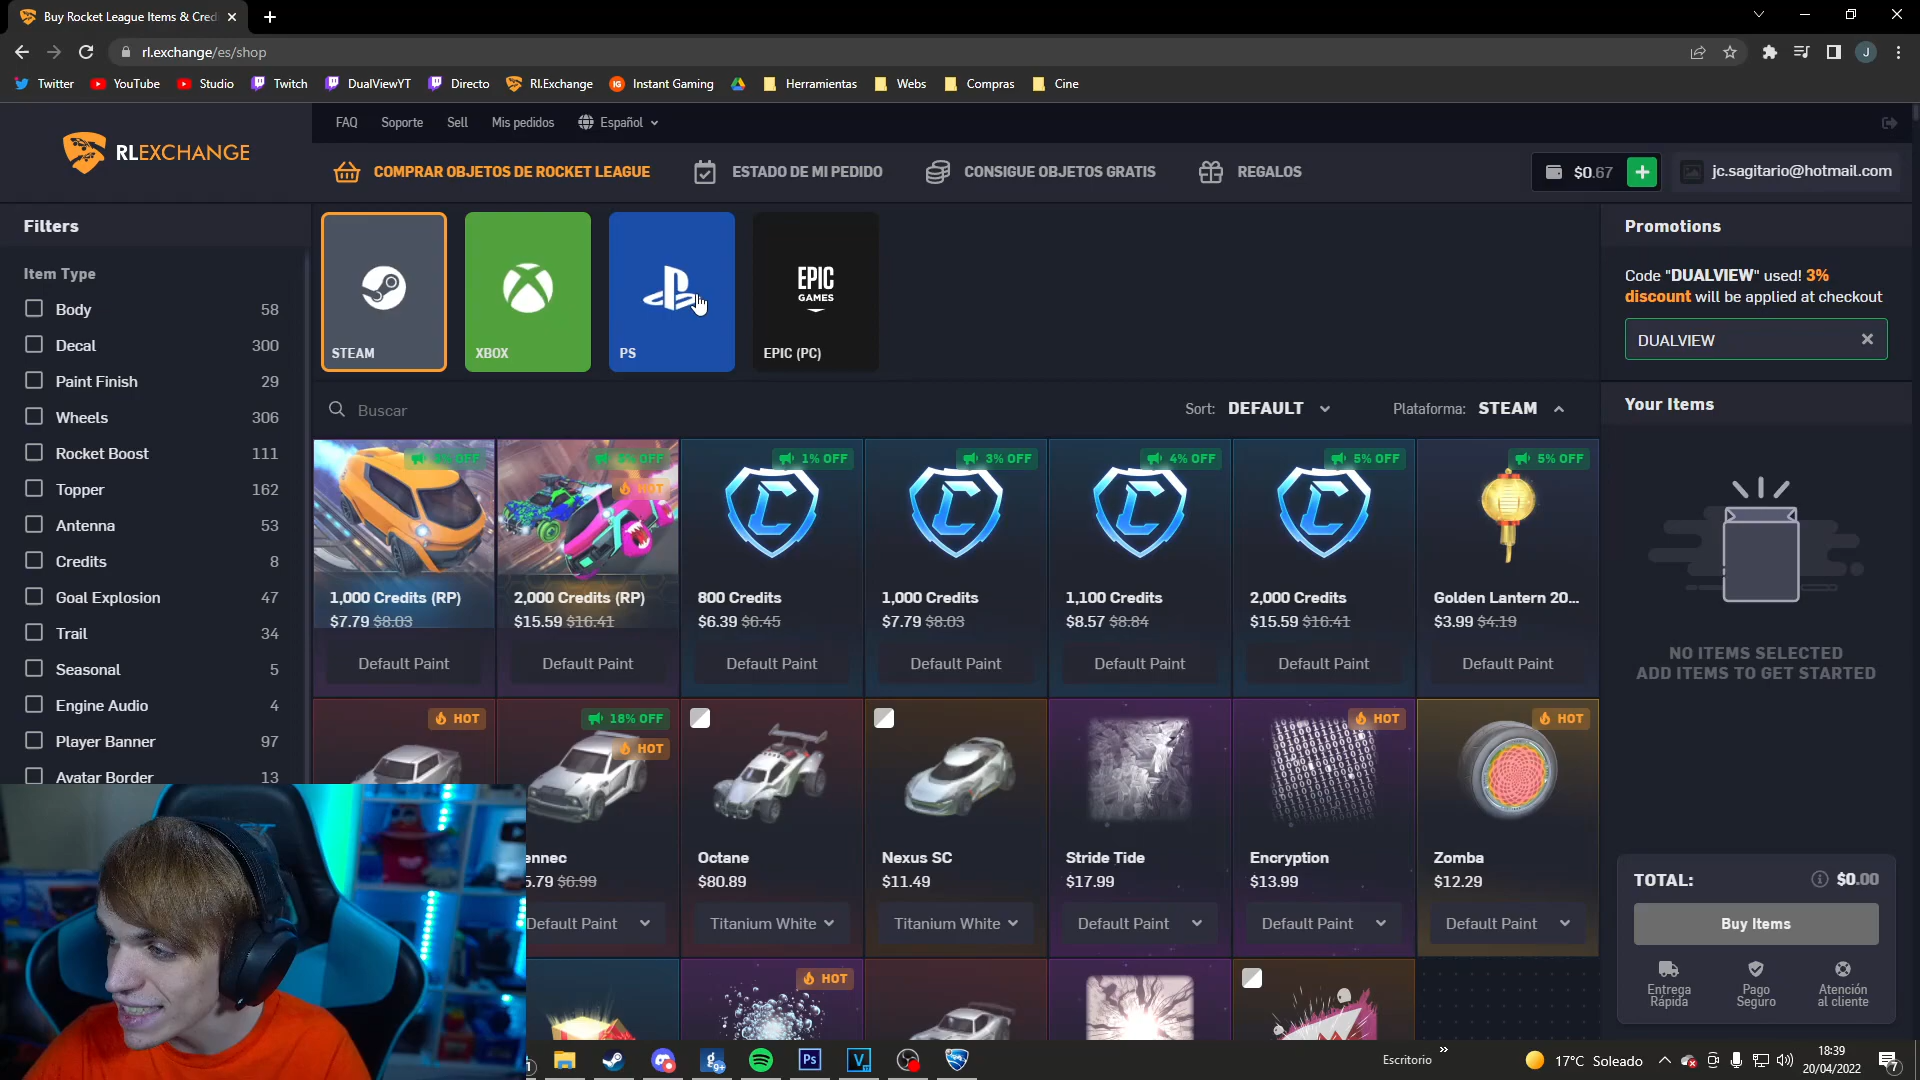 Buy Rocket League Items & Cred
rl.exchange/es/shop
Twitter
YouTube
Studio
Twitch
DualViewYT
Directo
RLExchange
Instant Gaming
Herramientas
Webs
Compras
Cine
RLEXCHANGE
FAQ
Soporte
Sell
Mis pedidos
Español
COMPRAR OBJETOS DE ROCKET LEAGUE
ESTADO DE MI PEDIDO
CONSIGUE OBJETOS GRATIS
REGALOS
$0.67
jc.sagitario@hotmail.com
Filters
Item Type
Body 58
Decal 300
Paint Finish 29
Wheels 306
Rocket Boost 111
Topper 162
Antenna 53
Credits 8
Goal Explosion 47
Trail 34
Seasonal 5
Engine Audio 4
Player Banner 97
Avatar Border 13
STEAM
XBOX
PS
EPIC GAMES
EPIC (PC)
Promotions
Code "DUALVIEW" used! 3%
discount will be applied at checkout
DUALVIEW
Buscar
Sort: DEFAULT
Plataforma: STEAM
Your Items
OFF
1,000 Credits (RP)
$7.79 $8.03
Default Paint
OFF
HOT
2,000 Credits (RP)
$15.59 $16.41
Default Paint
1% OFF
800 Credits
$6.39 $6.45
Default Paint
3% OFF
1,000 Credits
$7.79 $8.03
Default Paint
4% OFF
1,100 Credits
$8.57 $8.84
Default Paint
5% OFF
2,000 Credits
$15.59 $16.41
Default Paint
5% OFF
Golden Lantern 20...
$3.99 $4.19
Default Paint
NO ITEMS SELECTED
ADD ITEMS TO GET STARTED
HOT
18% OFF
HOT
ennec
5.79 $6.99
Default Paint
Octane
$80.89
Titanium White
Nexus SC
$11.49
Titanium White
Stride Tide
$17.99
Default Paint
HOT
Encryption
$13.99
Default Paint
HOT
Zomba
$12.29
Default Paint
HOT
TOTAL: $0.00
Buy Items
Entrega
Rápida
Pago
Seguro
Atención
al cliente
Ps
V
Escritorio
17°C Soleado
18:39
20/04/2022
7